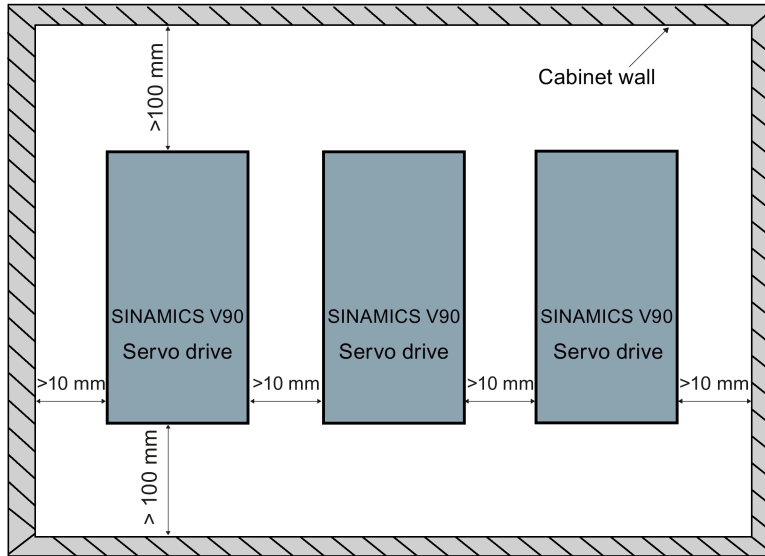 >100 mm
Cabinet wall
SINAMICS V90
Servo drive
SINAMICS V90
Servo drive
SINAMICS V90
Servo drive
>10 mm
>10 mm
>10 mm
>10 mm
> 100 mm